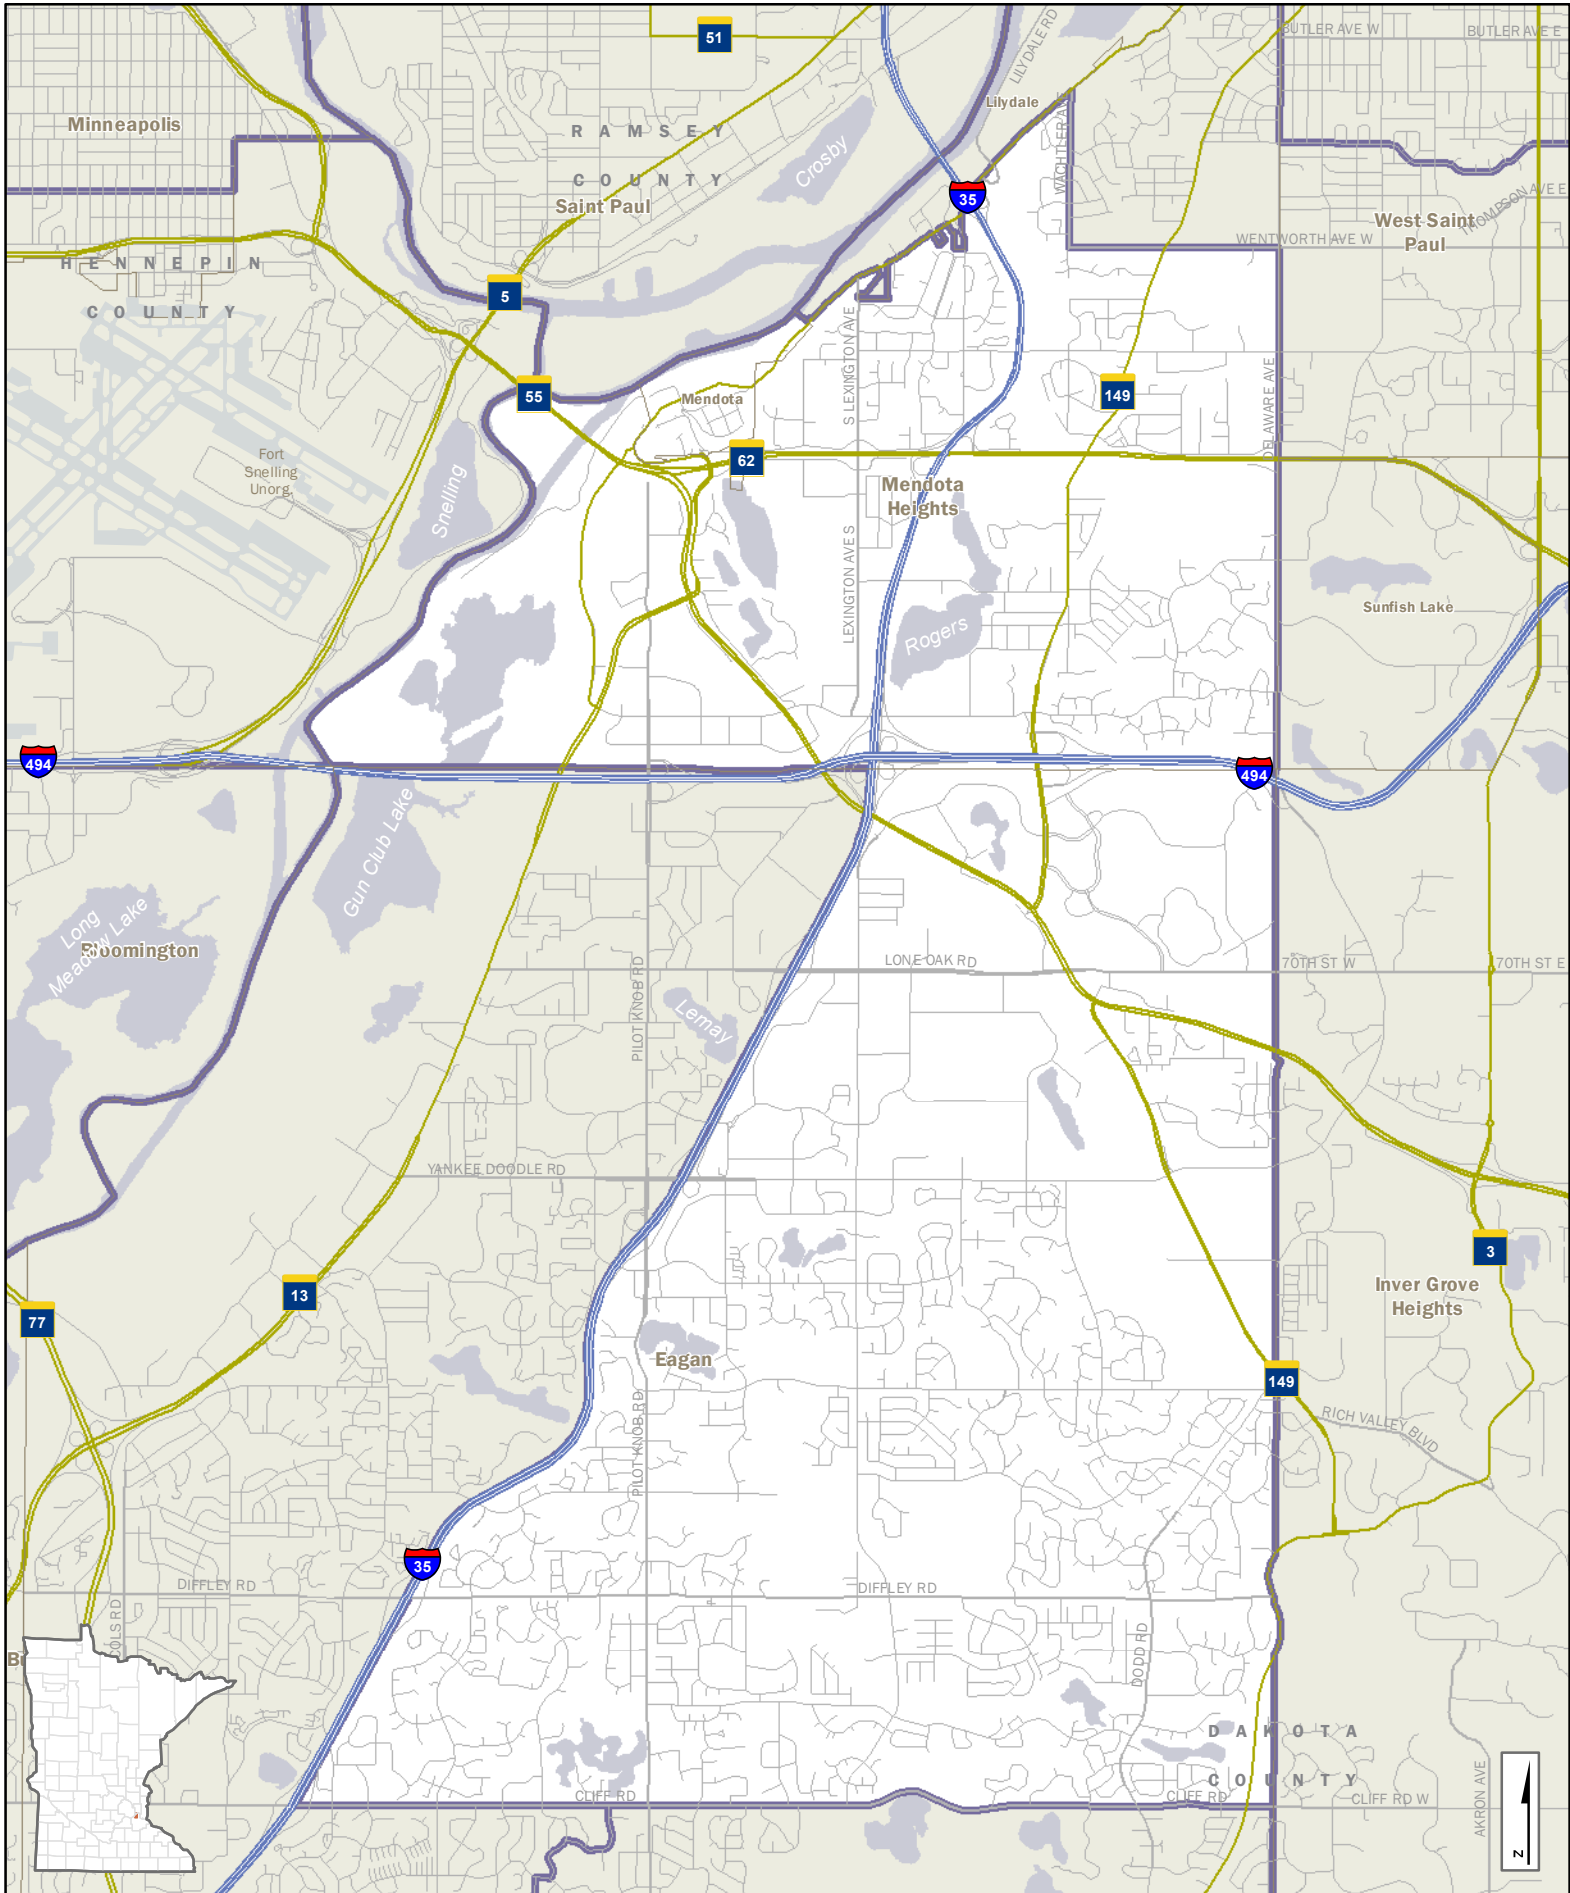 51
BUTLER AVE W
BUTLER AVE E
LILYDALE RD
Lilydale
Minneapolis
RAMSEY
COUNTY
Saint Paul
Crosby
WACHTLER AVE
35
THOMPSON AVE E
West Saint
Paul
WENTWORTH AVE W
HENNEPIN
COUNTY
5
55
S LEXINGTON AVE
149
DELAWARE AVE
Mendota
62
Fort
Snelling
Unorg.
Snelling
Mendota
Heights
LEXINGTON AVE S
Rogers
Sunfish Lake
494
494
Gun Club Lake
Long
Meadow Lake
Bloomington
LONE OAK RD
70TH ST W
70TH ST E
PILOT KNOB RD
Lemay
YANKEE DOODLE RD
3
13
77
Inver Grove
Heights
Eagan
149
PILOT KNOB RD
RICH VALLEY BLVD
35
DIFFLEY RD
DIFFLEY RD
COLS RD
Bi
DODD RD
DAKOTA
COUNTY
CLIFF RD
CLIFF RD
CLIFF RD W
AKRON AVE
N